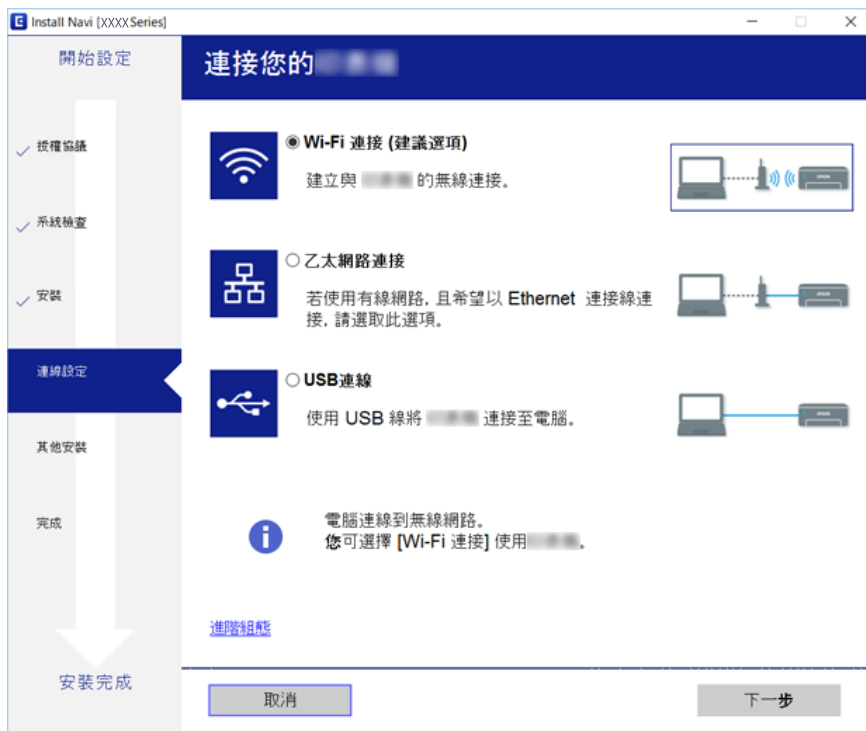 Install Navi [XXXX Series]
開始設定
授權協議
系統檢查
安裝
連線設定
其他安裝
完成
安裝完成
連接您的
Wi-Fi 連接 (建議選項)
建立與 的無線連接。
乙太網路連接
若使用有線網路, 且希望以 Ethernet 連接線連
接, 請選取此選項。
USB連線
使用 USB 線將 連接至電腦。
電腦連線到無線網路。
您可選擇 [Wi-Fi 連接] 使用 。
進階組態
取消
下一步